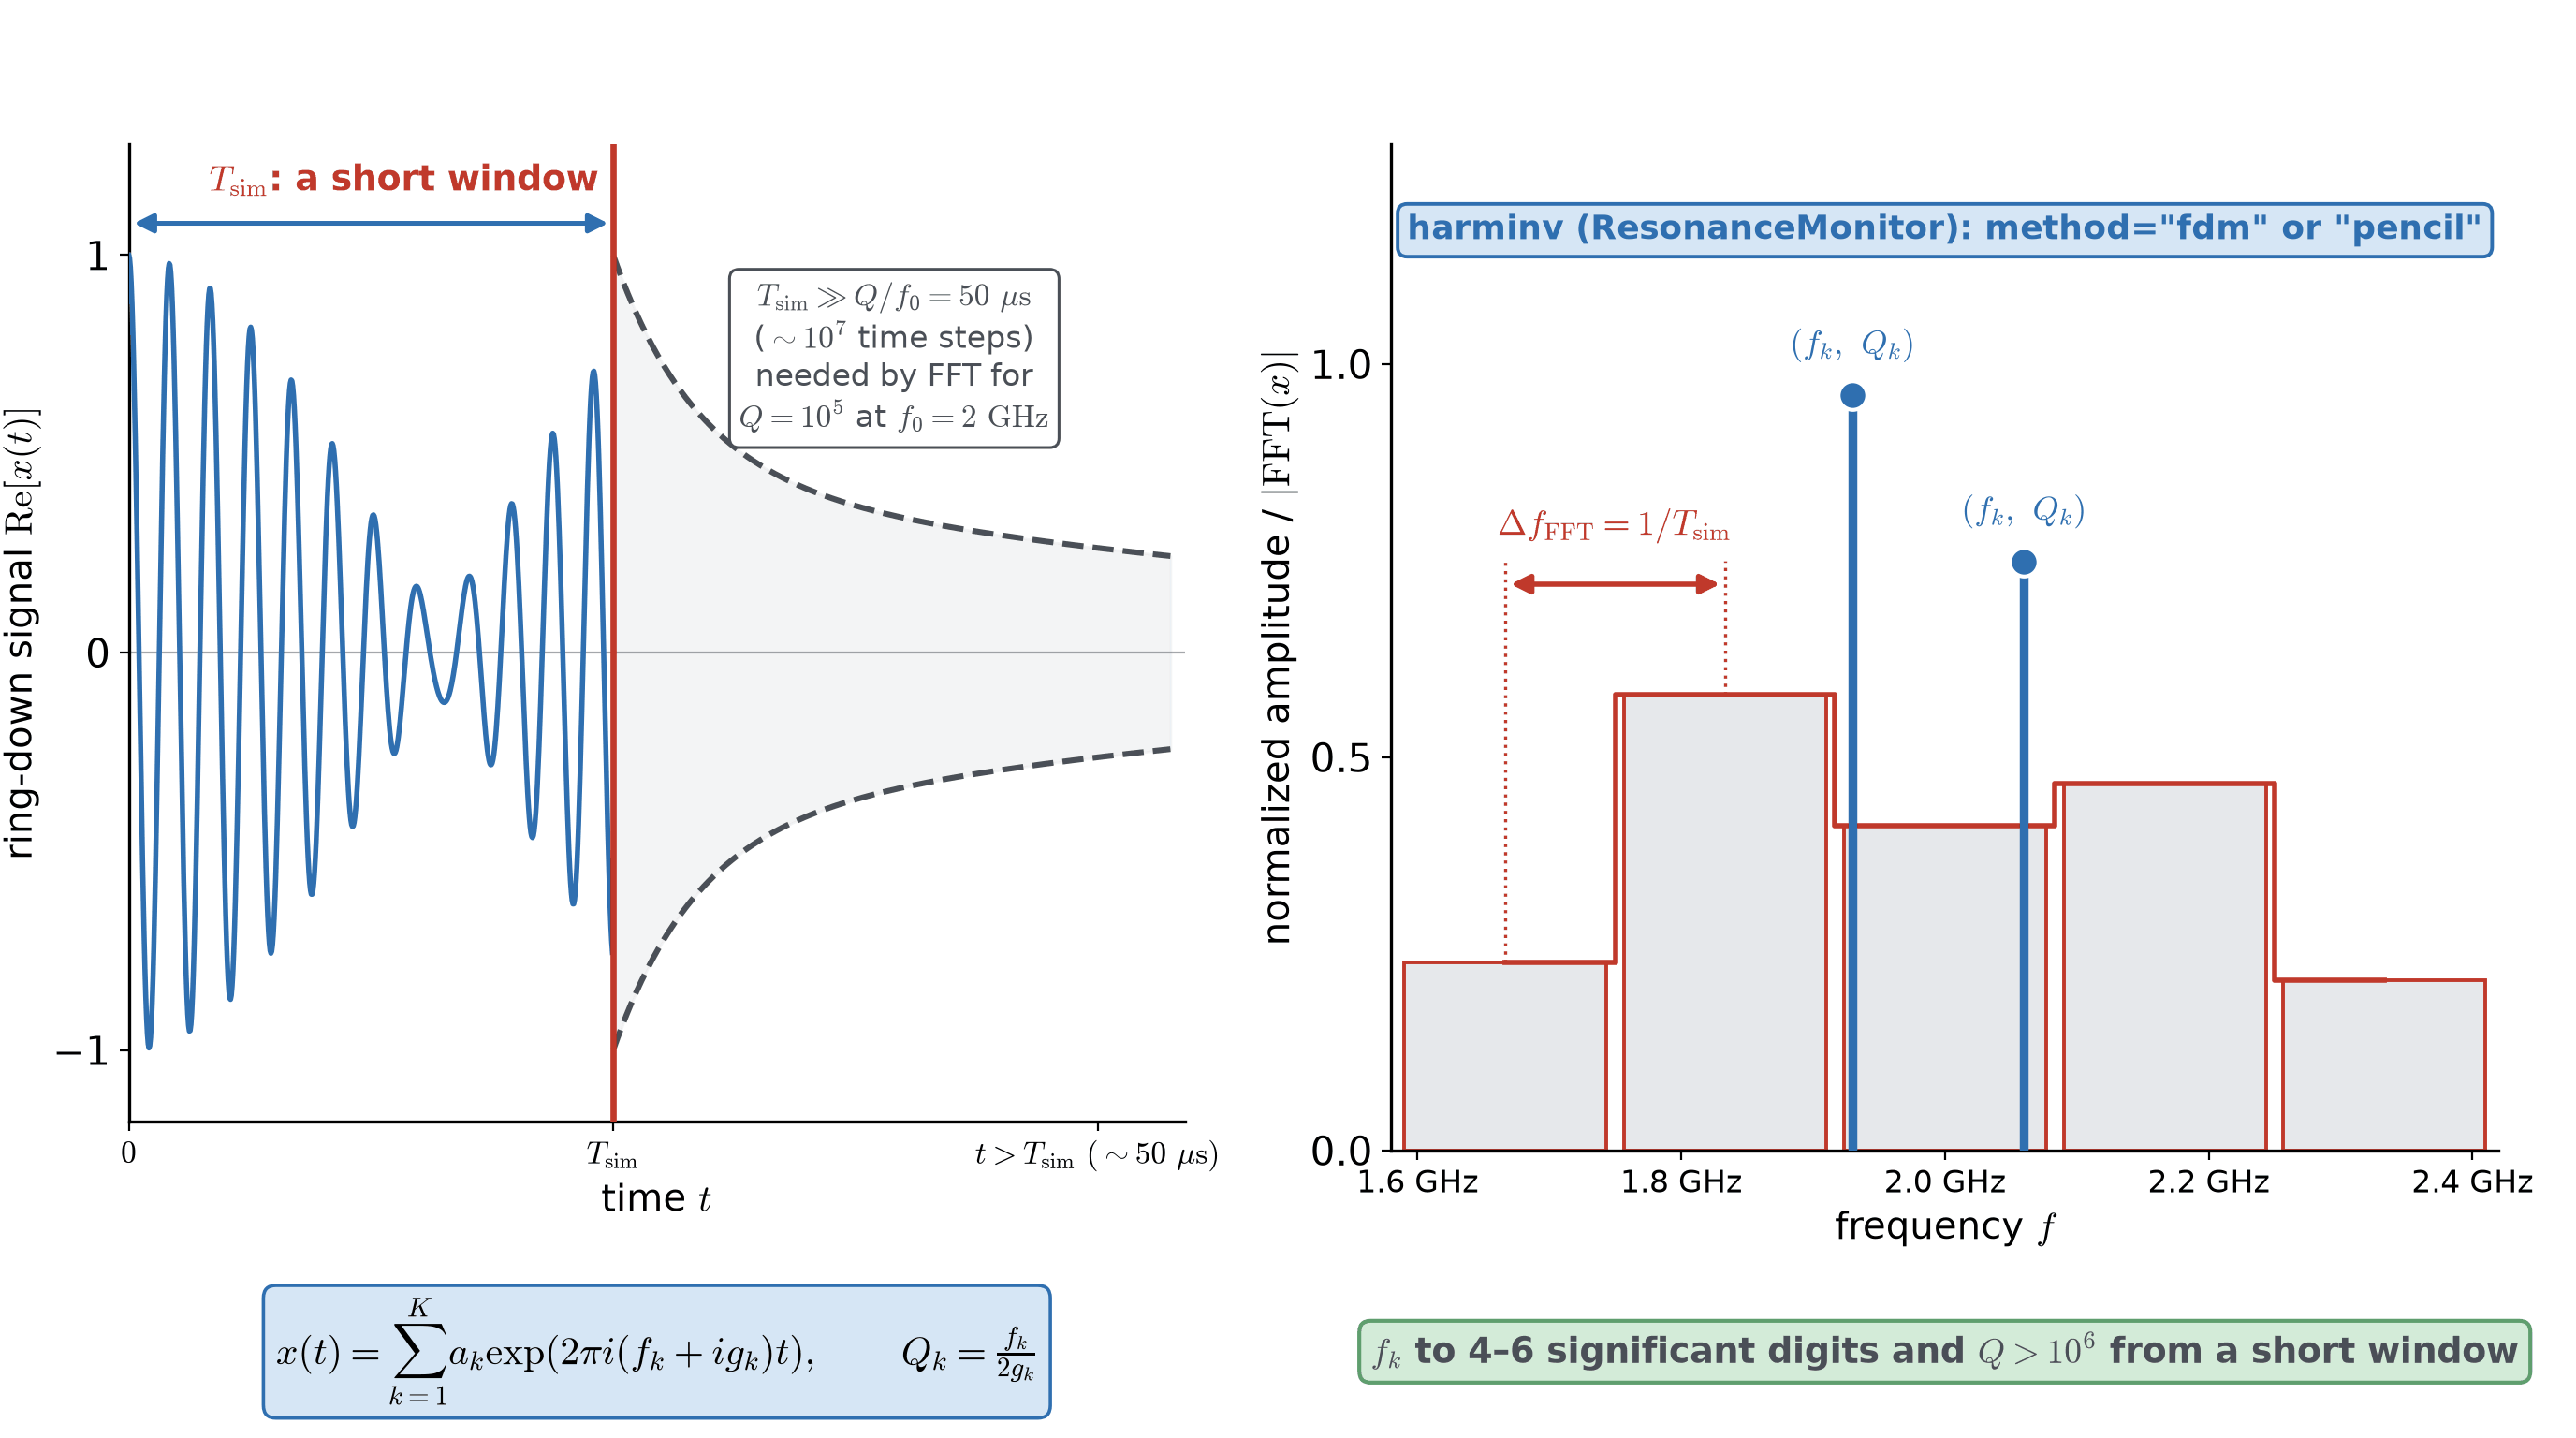 T_sim: a short window
1
0
−1
ring-down signal Re[x(t)]
T_sim ≫ Q/f_0 = 50 μs
(∼10^7 time steps)
needed by FFT for
Q = 10^5 at f_0 = 2 GHz
0
T_sim
t > T_sim (∼50 μs)
time t
x(t) = ∑_{k=1}^{K} a_k exp(2πi(f_k + ig_k)t), Q_k = f_k/2g_k
harminv (ResonanceMonitor): method="fdm" or "pencil"
(f_k, Q_k)
(f_k, Q_k)
Δf_FFT = 1/T_sim
1.0
0.5
0.0
normalized amplitude / |FFT(x)|
1.6 GHz
1.8 GHz
2.0 GHz
2.2 GHz
2.4 GHz
frequency f
f_k to 4–6 significant digits and Q > 10^6 from a short window